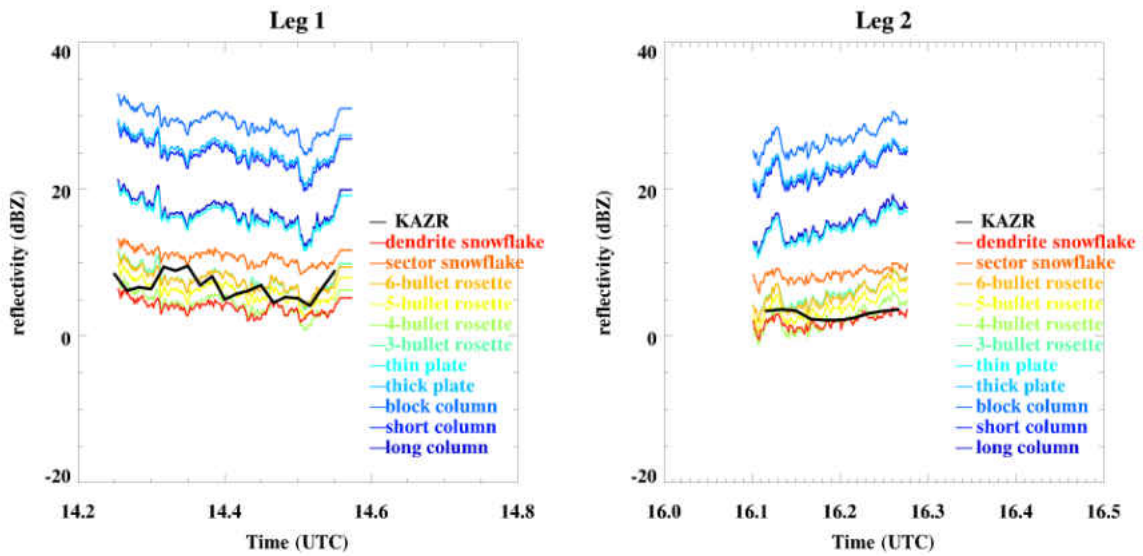 Leg 1
40
20
0
-20
reflectivity (dBZ)
KAZR
dendrite snowflake
sector snowflake
6-bullet rosette
5-bullet rosette
4-bullet rosette
3-bullet rosette
thin plate
thick plate
block column
short column
long column
14.2 14.4 14.6 14.8
Time (UTC)
Leg 2
40
20
0
-20
reflectivity (dBZ)
KAZR
dendrite snowflake
sector snowflake
6-bullet rosette
5-bullet rosette
4-bullet rosette
3-bullet rosette
thin plate
thick plate
block column
short column
long column
16.0 16.1 16.2 16.3 16.4 16.5
Time (UTC)